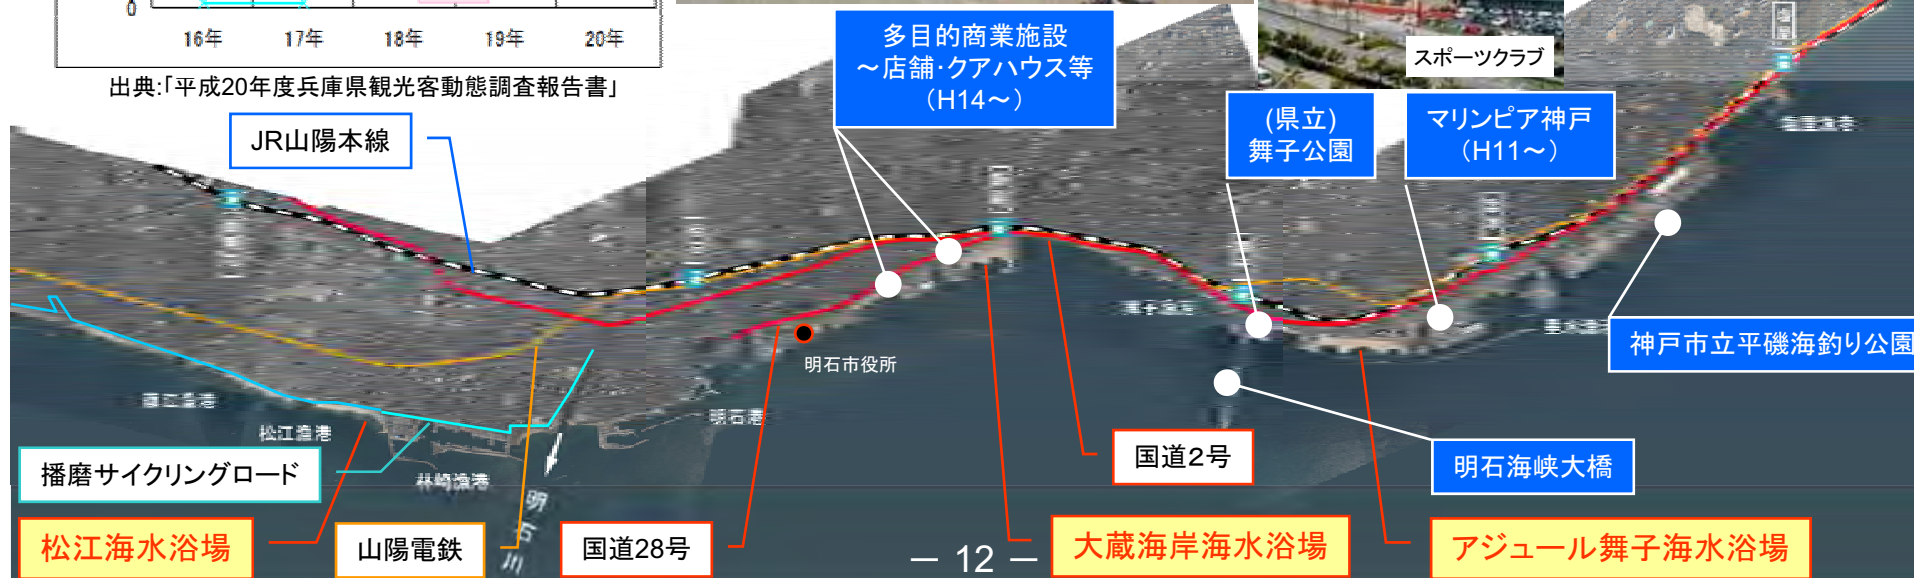 0
16年 17年 18年 19年 20年
出典:｢平成20年度兵庫県観光客動態調査報告書｣
多目的商業施設
～店舗・クアハウス等
（H14～）
スポーツクラブ
JR山陽本線
(県立)
舞子公園
マリンピア神戸
（H11～）
明石市役所
神戸市立平磯海釣り公園
松江漁港
明石港
林崎漁港
国道2号
明石海峡大橋
播磨サイクリングロード
明石川
松江海水浴場
山陽電鉄
国道28号
大蔵海岸海水浴場
アジュール舞子海水浴場
－ 12 －